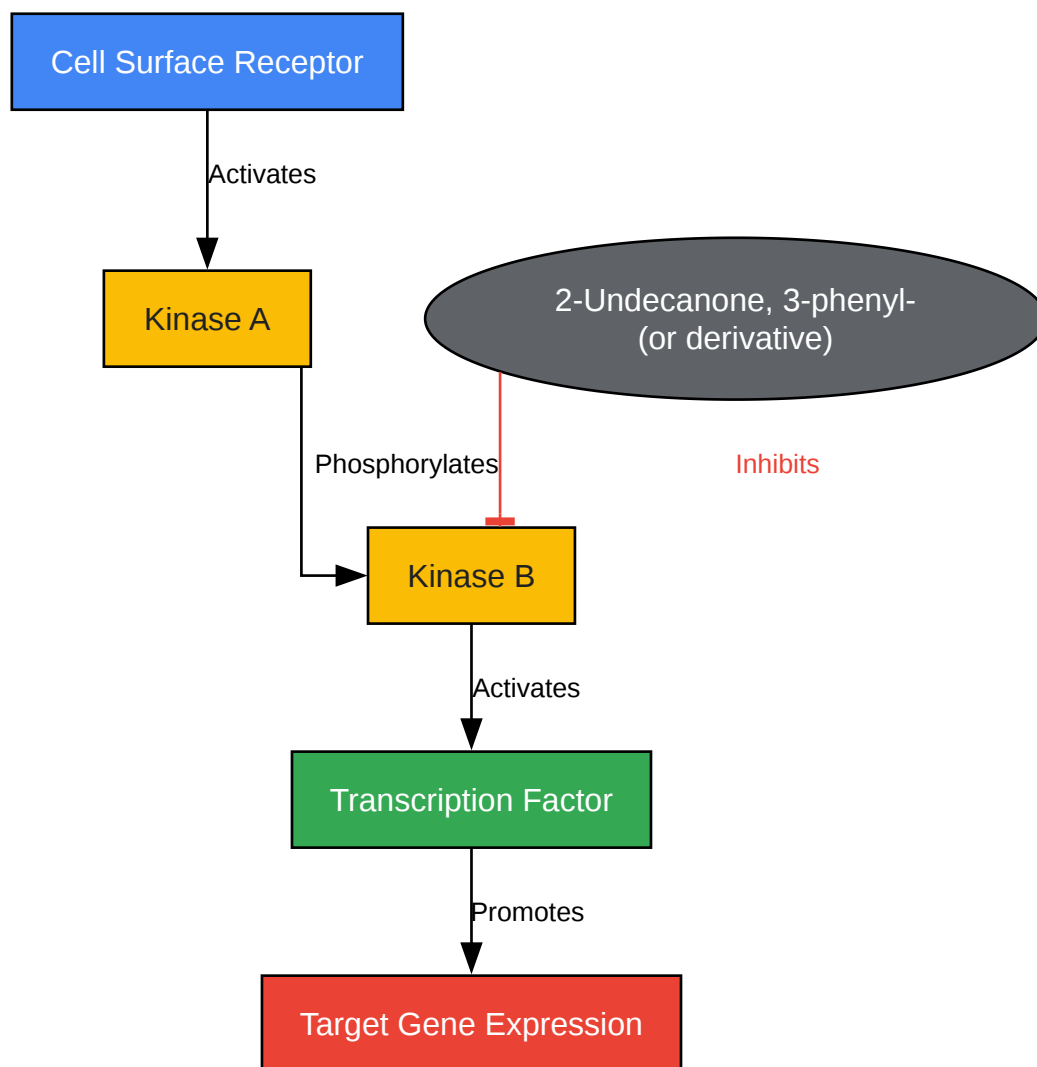 Cell Surface Receptor
Activates
Kinase A
2-Undecanone, 3-phenyl-
(or derivative)
Phosphorylates
Inhibits
Kinase B
Activates
Transcription Factor
Promotes
Target Gene Expression